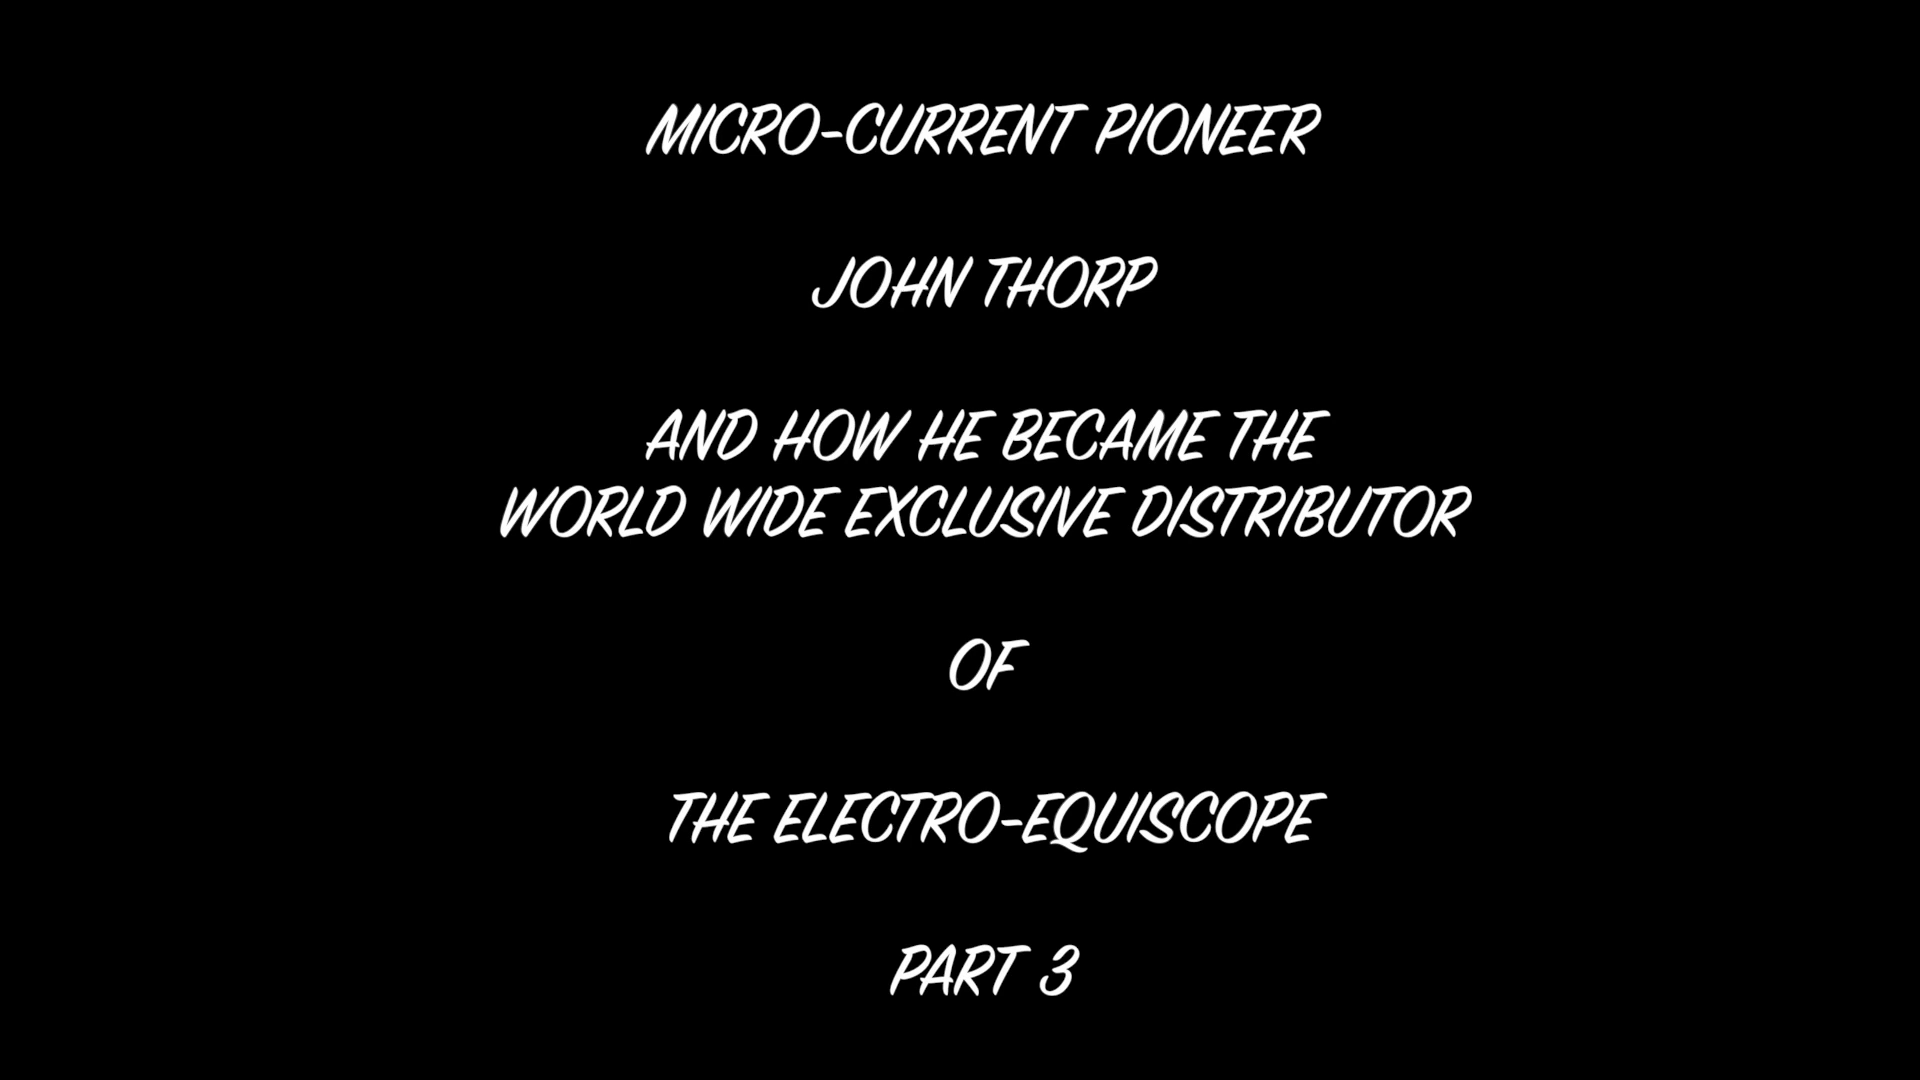 MICRO-CURRENT PIONEER
JOHN THORP
AND HOW HE BECAME THE
WORLD WIDE EXCLUSIVE DISTRIBUTOR
OF
THE ELECTRO-EQUISCOPE
PART 3